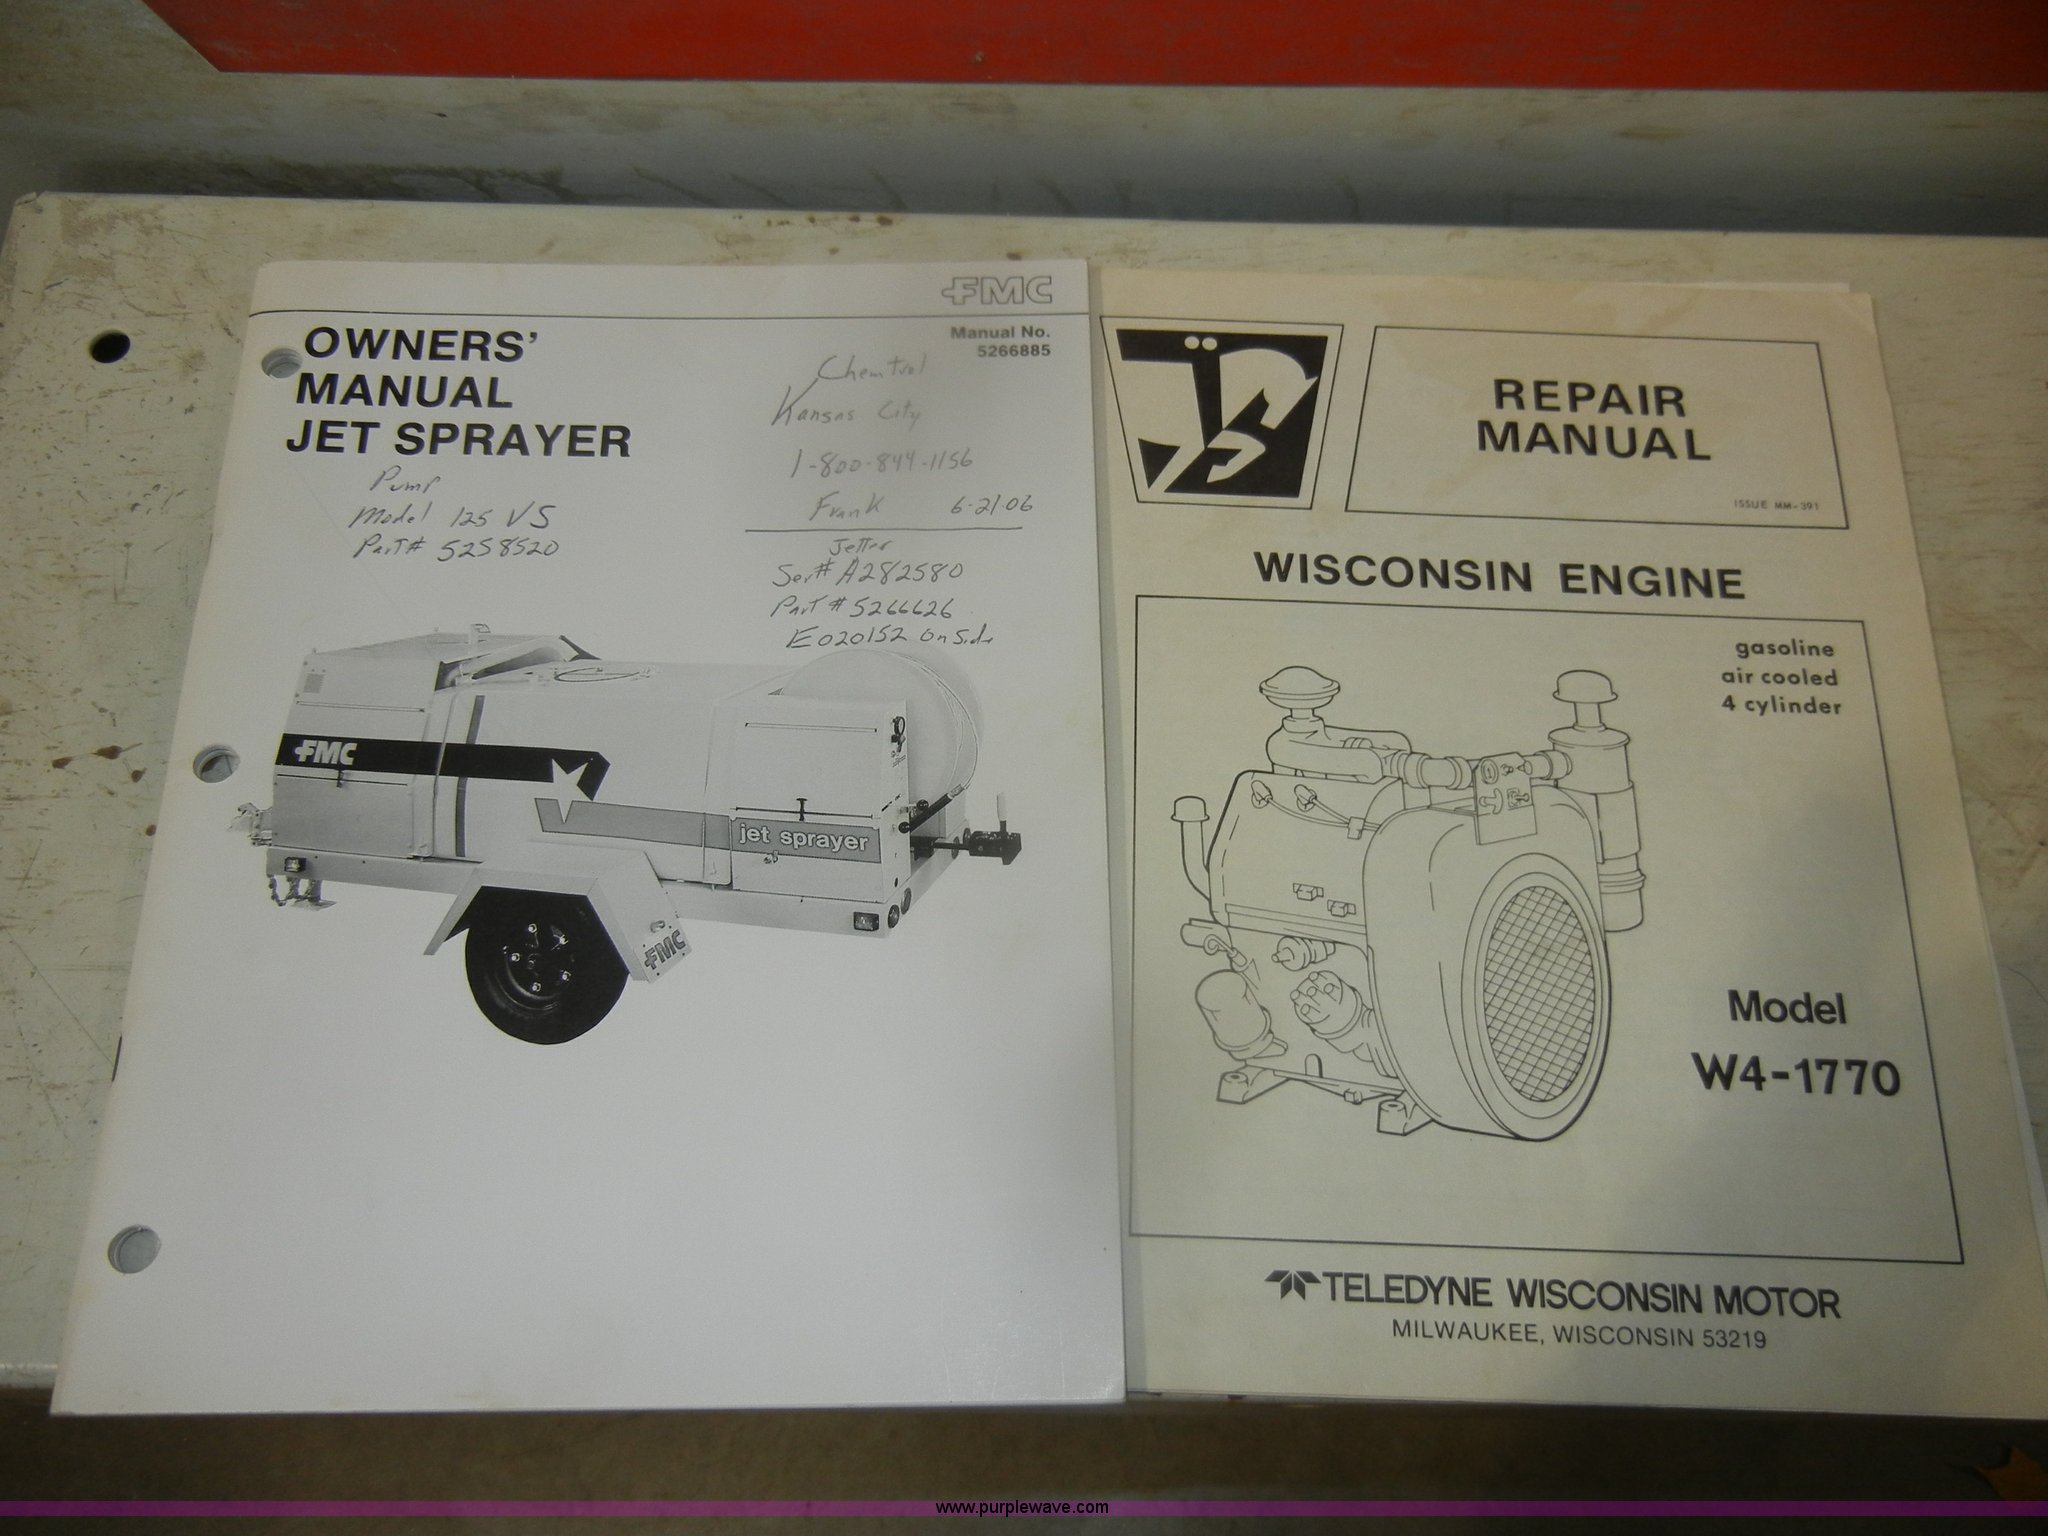 FMC
OWNERS'
MANUAL
JET SPRAYER
Manual No.
5266885
Chemtrol
Kansas City
1-800-844-1156
Frank 6-21-06
Pump
Model 125 VS
Part# 5258520
Jetter
Ser# A282580
Part # 5266626
E020152 on Side
FMC
jet sprayer
FMC
REPAIR
MANUAL
ISSUE MM-391
WISCONSIN ENGINE
gasoline
air cooled
4 cylinder
Model
W4-1770
TELEDYNE WISCONSIN MOTOR
MILWAUKEE, WISCONSIN 53219
www.purplewave.com